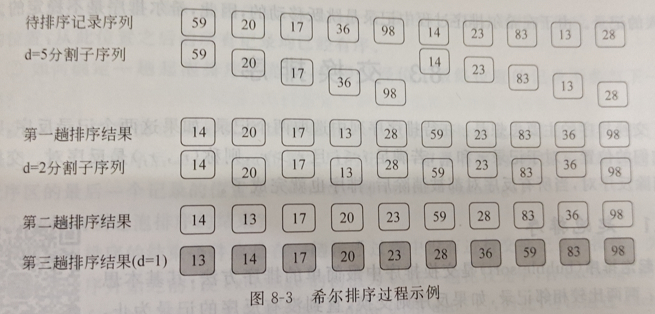 待排序记录序列 59 20 17 36 98 14 23 83 13 28
d=5分割子序列 59 20 17 36 98 14 23 83 13 28
第一趟排序结果 14 20 17 13 28 59 23 83 36 98
d=2分割子序列 14 20 17 13 28 59 23 83 36 98
第二趟排序结果 14 13 17 20 23 59 28 83 36 98
第三趟排序结果(d=1) 13 14 17 20 23 28 36 59 83 98
图 8-3 希尔排序过程示例